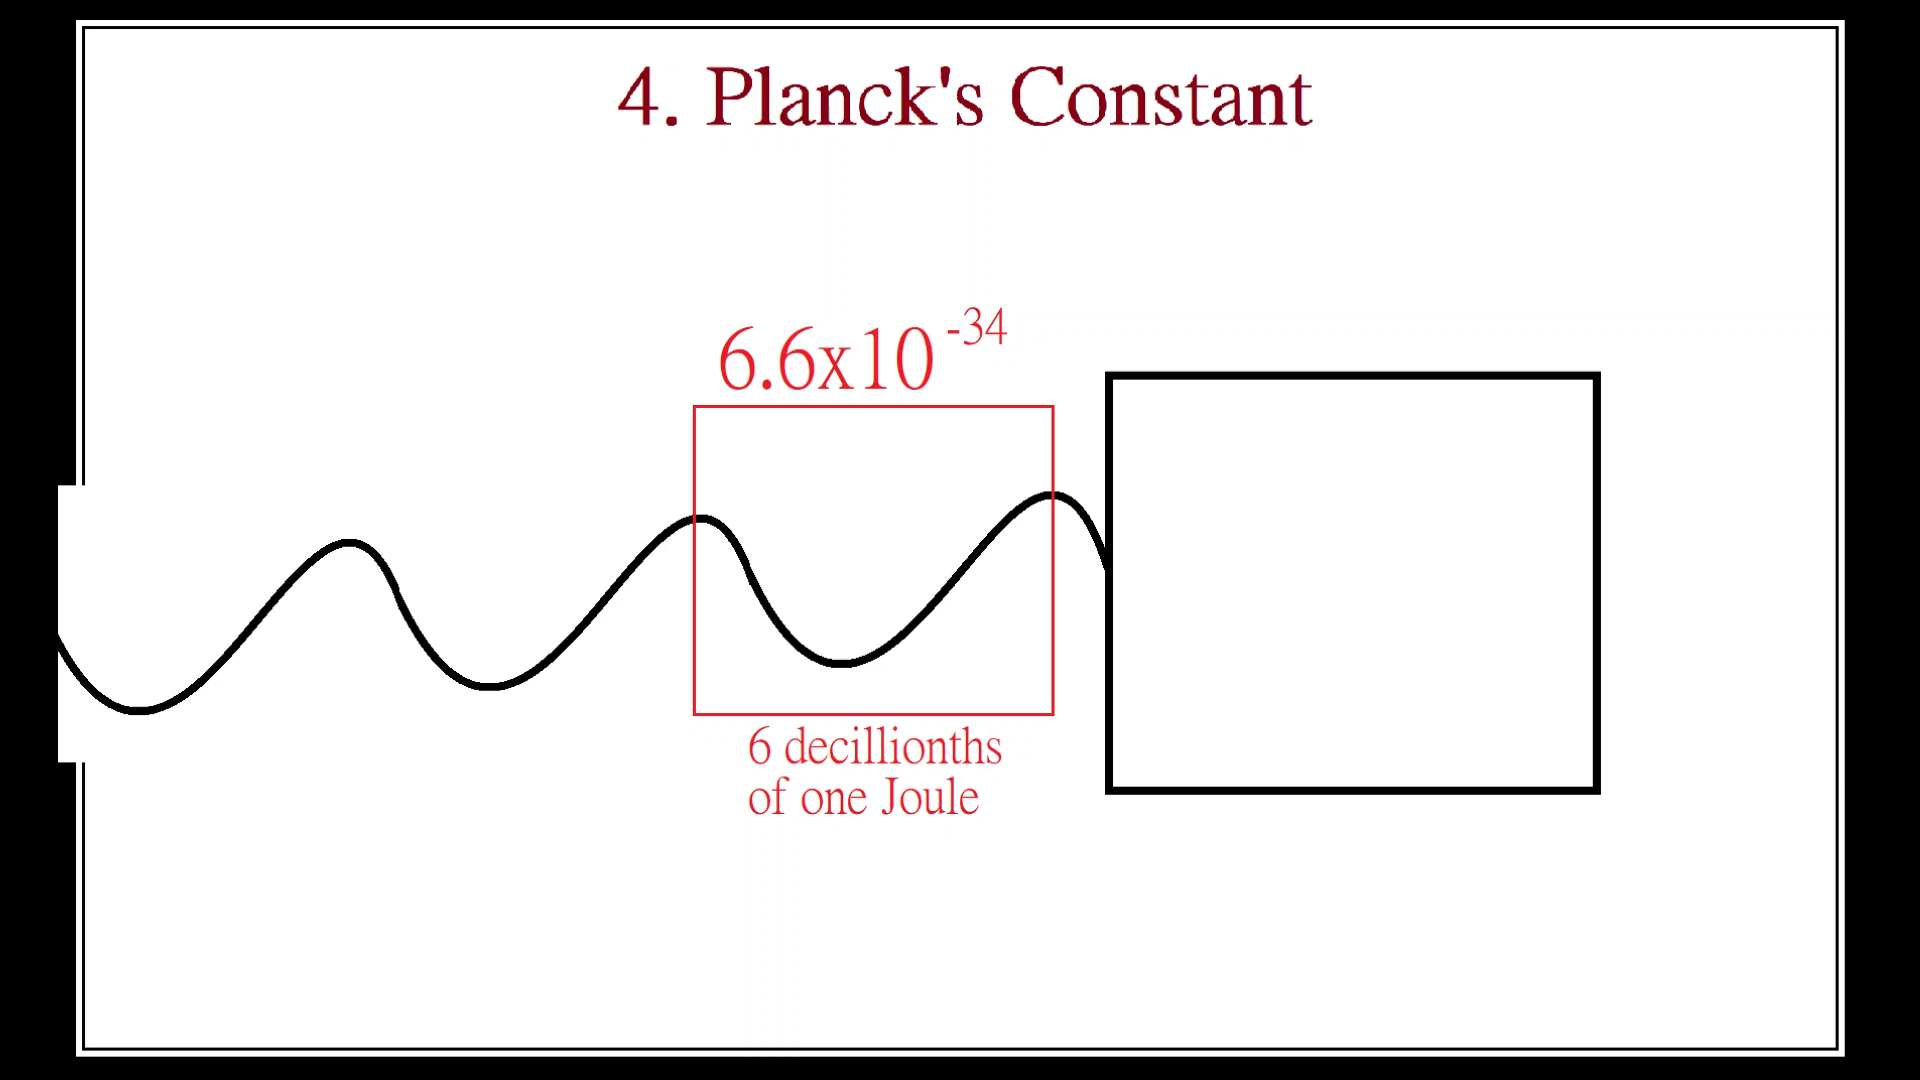 4. Planck's Constant
6.6x10^-34
6 decillionths
of one Joule